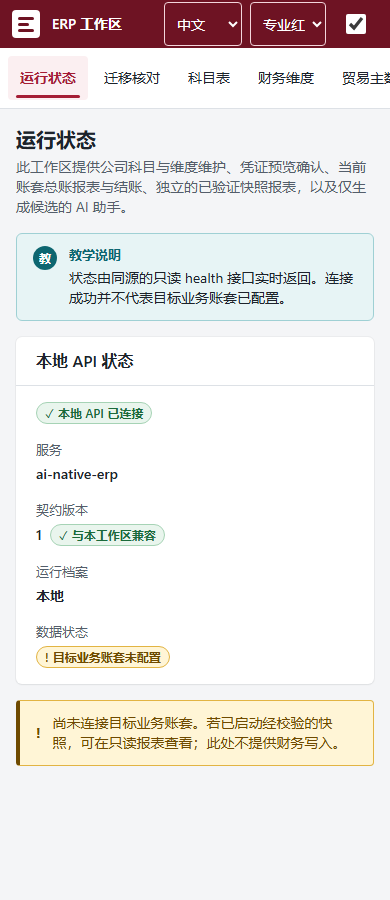 ERP 工作区
中文
专业红
运行状态
迁移核对
科目表
财务维度
贸易主数
运行状态
此工作区提供公司科目与维度维护、凭证预览确认、当前
账套总账报表与结账、独立的已验证快照报表，以及仅生
成候选的 AI 助手。
教
教学说明
状态由同源的只读 health 接口实时返回。连接
成功并不代表目标业务账套已配置。
本地 API 状态
✓ 本地 API 已连接
服务
ai-native-erp
契约版本
1 ✓ 与本工作区兼容
运行档案
本地
数据状态
! 目标业务账套未配置
! 尚未连接目标业务账套。若已启动经校验的快
照，可在只读报表查看；此处不提供财务写入。